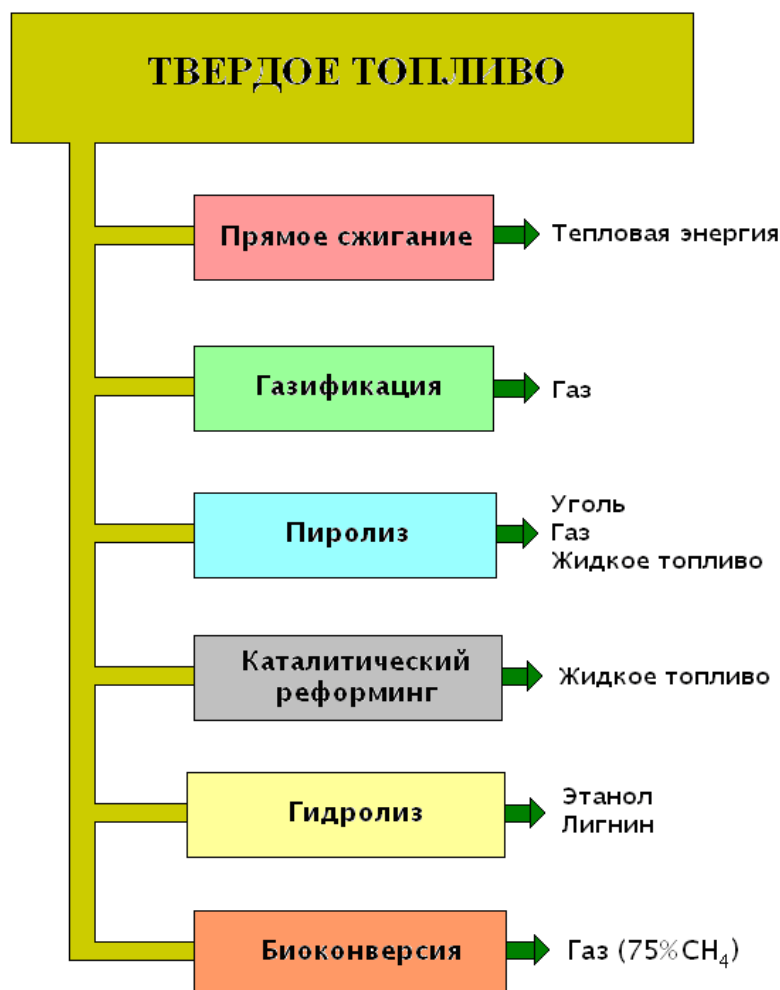 ТВЕРДОЕ ТОПЛИВО
Прямое сжигание
Тепловая энергия
Газификация
Газ
Пиролиз
Уголь
Газ
Жидкое топливо
Каталитический
реформинг
Жидкое топливо
Гидролиз
Этанол
Лигнин
Биоконверсия
Газ (75%CH₄)